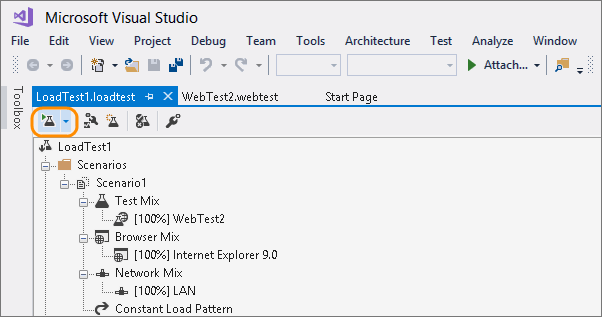 Microsoft Visual Studio
File Edit View Project Debug Team Tools Architecture Test Analyze Window
Attach...
Toolbox
LoadTest1.loadtest WebTest2.webtest Start Page
LoadTest1
Scenarios
Scenario1
Test Mix
[100%] WebTest2
Browser Mix
[100%] Internet Explorer 9.0
Network Mix
[100%] LAN
Constant Load Pattern